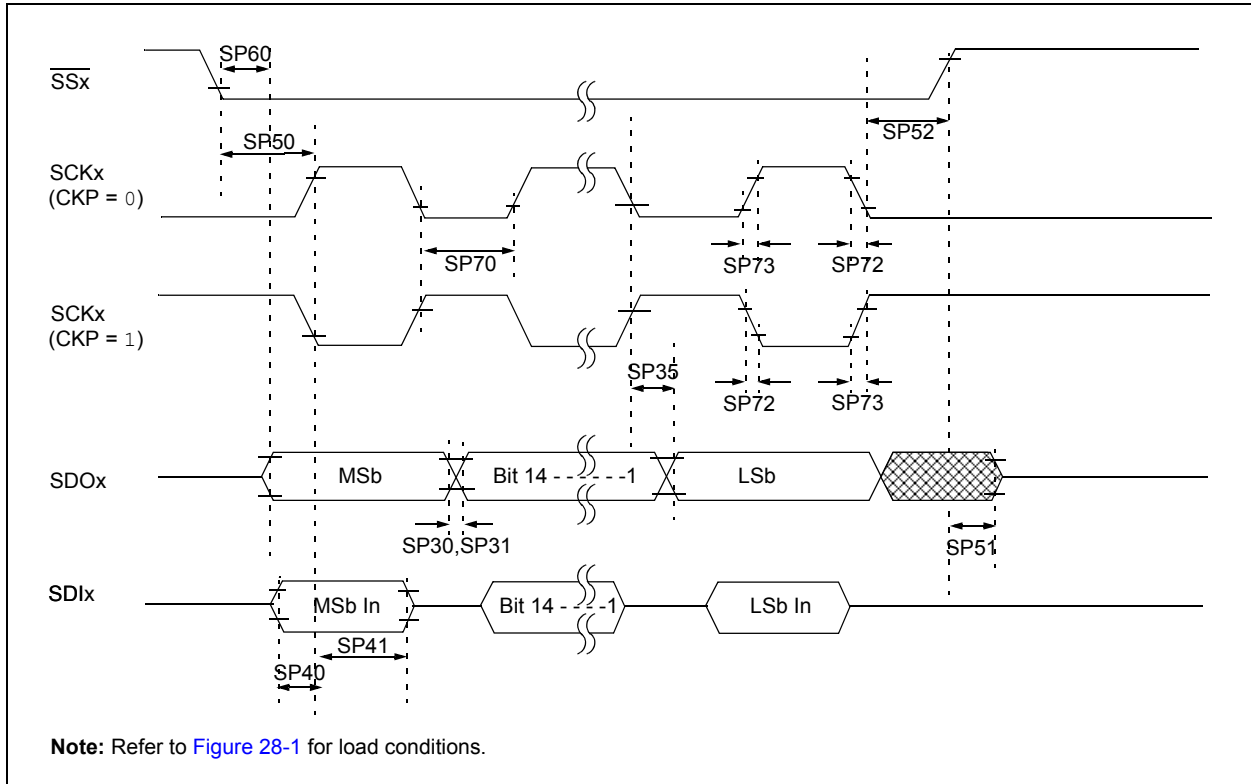 SP60
SSx
SP50
SP52
SCKx
(CKP = 0)
SP70
SP73
SP72
SCKx
(CKP = 1)
SP35
SP72
SP73
SDOx
MSb
Bit 14 - - - - - -1
LSb
SP30,SP31
SP51
SDIx
MSb In
Bit 14 - - - -1
LSb In
SP41
SP40
Note: Refer to Figure 28-1 for load conditions.